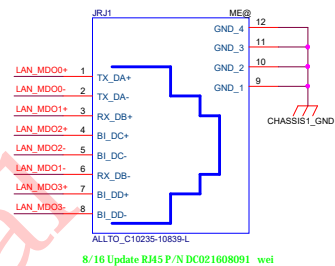 JRJ1 ME@
LAN_MDO0+ 1 TX_DA+
LAN_MDO0- 2 TX_DA-
LAN_MDO1+ 3 RX_DB+
LAN_MDO2+ 4 BI_DC+
LAN_MDO2- 5 BI_DC-
LAN_MDO1- 6 RX_DB-
LAN_MDO3+ 7 BI_DD+
LAN_MDO3- 8 BI_DD-
GND_4 12
GND_3 11
GND_2 10
GND_1 9
CHASSIS1_GND
ALLTO_C10235-10839-L
8/16 Update RJ45 P/N DC021608091 wei